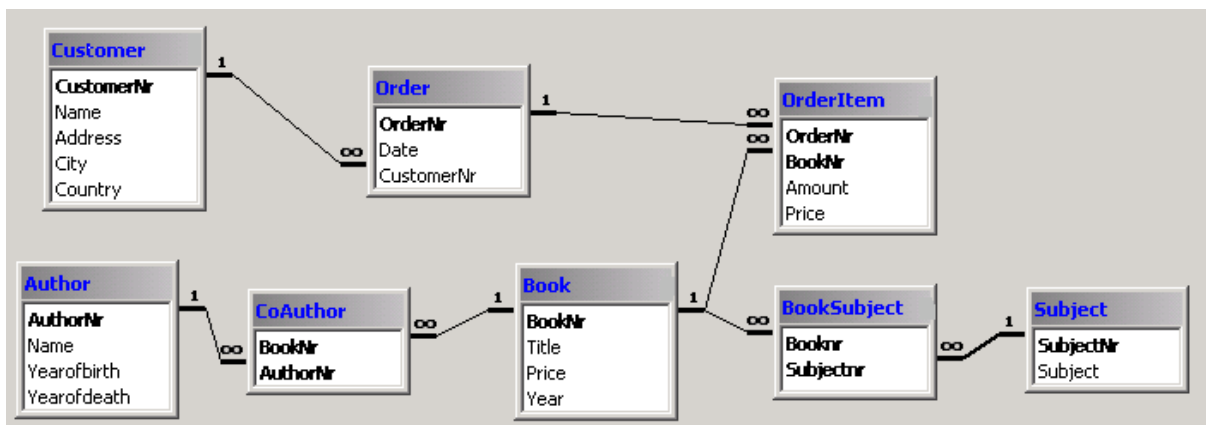 Customer
CustomerNr
Name
Address
City
Country
1
∞
Order
OrderNr
Date
CustomerNr
1
∞
∞
OrderItem
OrderNr
BookNr
Amount
Price
Author
AuthorNr
Name
Yearofbirth
Yearofdeath
1
∞
CoAuthor
BookNr
AuthorNr
∞
1
Book
BookNr
Title
Price
Year
1
∞
BookSubject
Booknr
Subjectnr
∞
1
Subject
SubjectNr
Subject